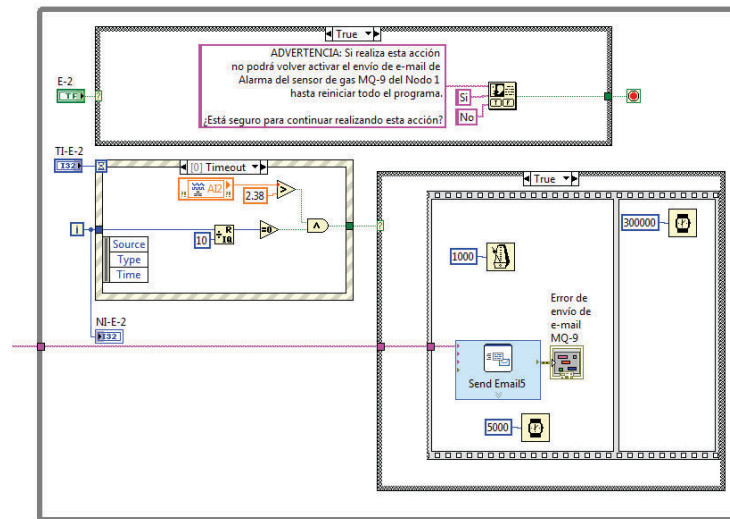 True
ADVERTENCIA: Si realiza esta acción
no podrá volver activar el envío de e-mail de
Alarma del sensor de gas MQ-9 del Nodo 1
hasta reiniciar todo el programa.
¿Está seguro para continuar realizando esta acción?
Si
No
E-2
TF
TI-E-2
I32
[0] Timeout
AI2
2.38
>
i
10
R
IQ
=0
Source
Type
Time
NI-E-2
I32
True
1000
300000
Error de
envío de
e-mail
MQ-9
Send Email5
5000